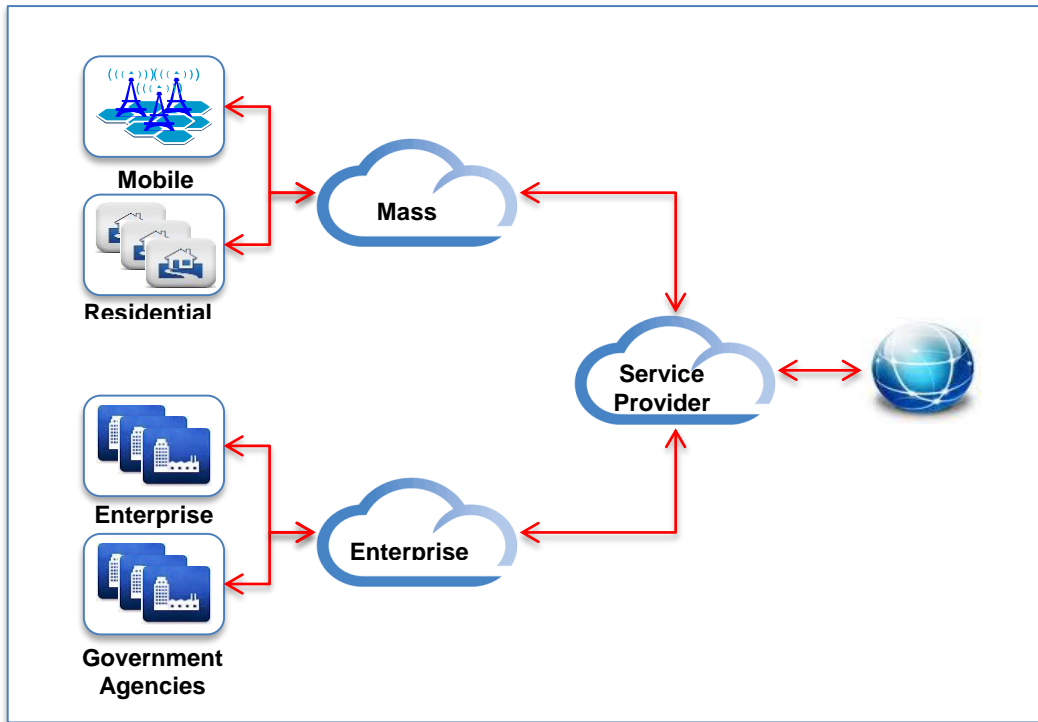 Mobile
Mass
Residential
Service
Provider
Enterprise
Enterprise
Government
Agencies